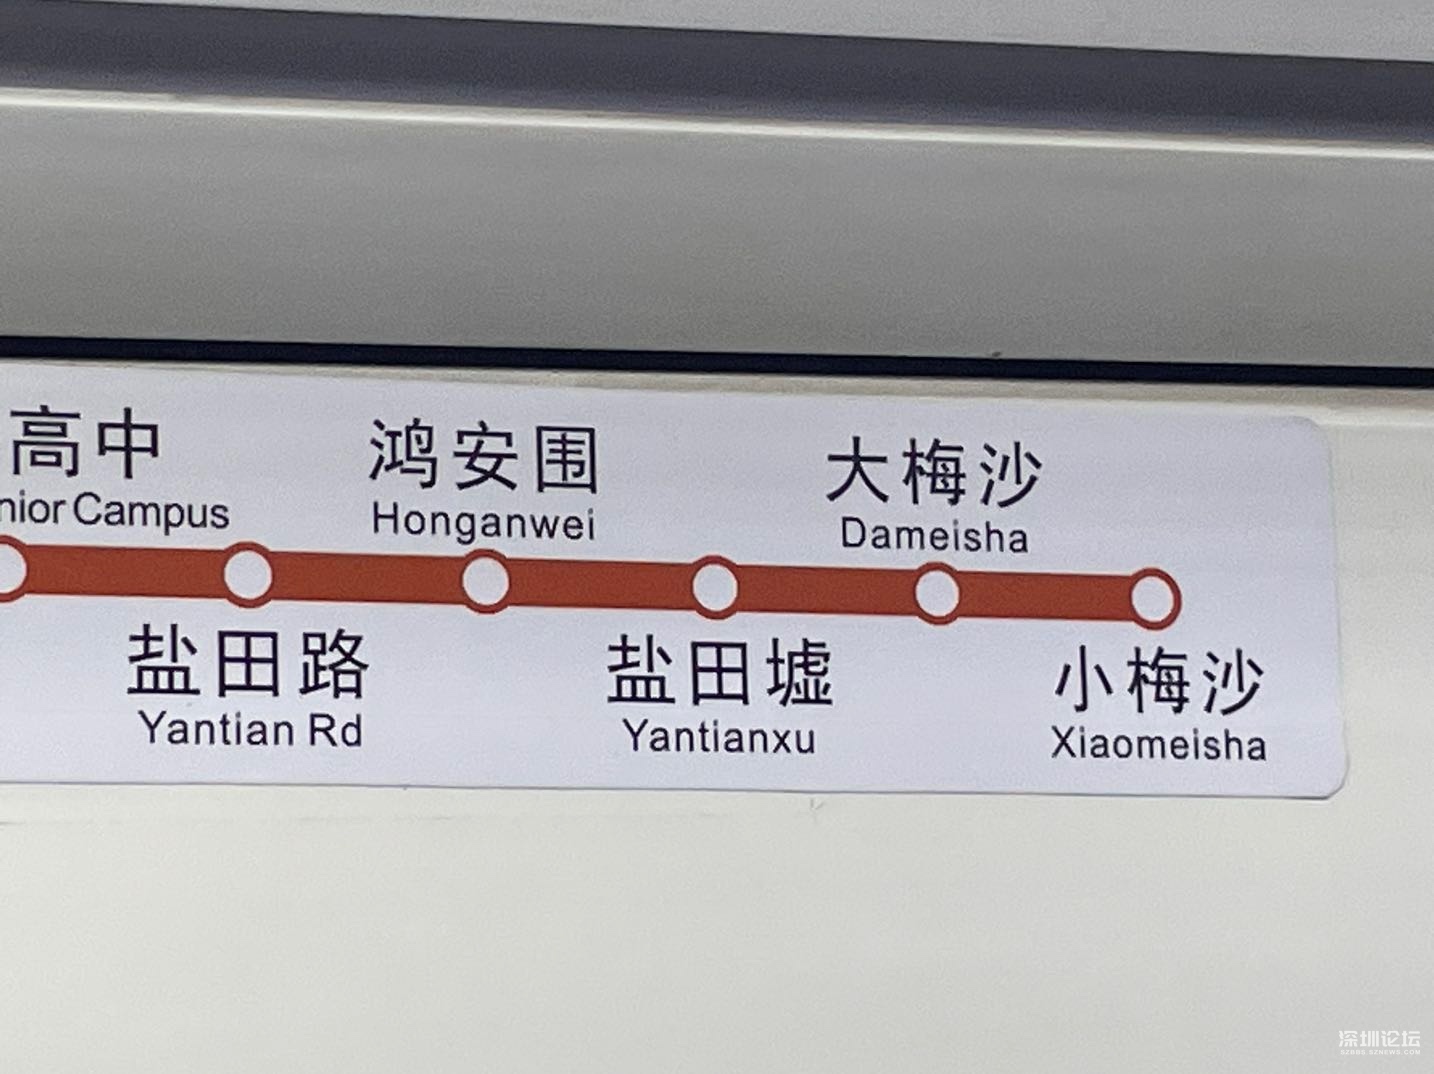 高中
nior Campus
盐田路
Yantian Rd
鸿安围
Honganwei
盐田墟
Yantianxu
大梅沙
Dameisha
小梅沙
Xiaomeisha
深圳论坛